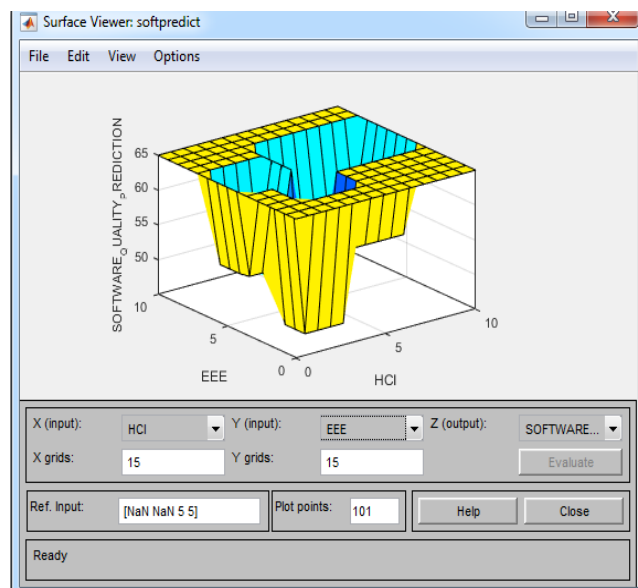 Surface Viewer: softpredict
File Edit View Options
SOFTWARE_QUALITY_PREDICTION
65
60
55
50
10
5
0
EEE
0
5
10
HCI
X (input): HCI Y (input): EEE Z (output): SOFTWARE...
X grids: 15 Y grids: 15 Evaluate
Ref. Input: [NaN NaN 5 5] Plot points: 101 Help Close
Ready